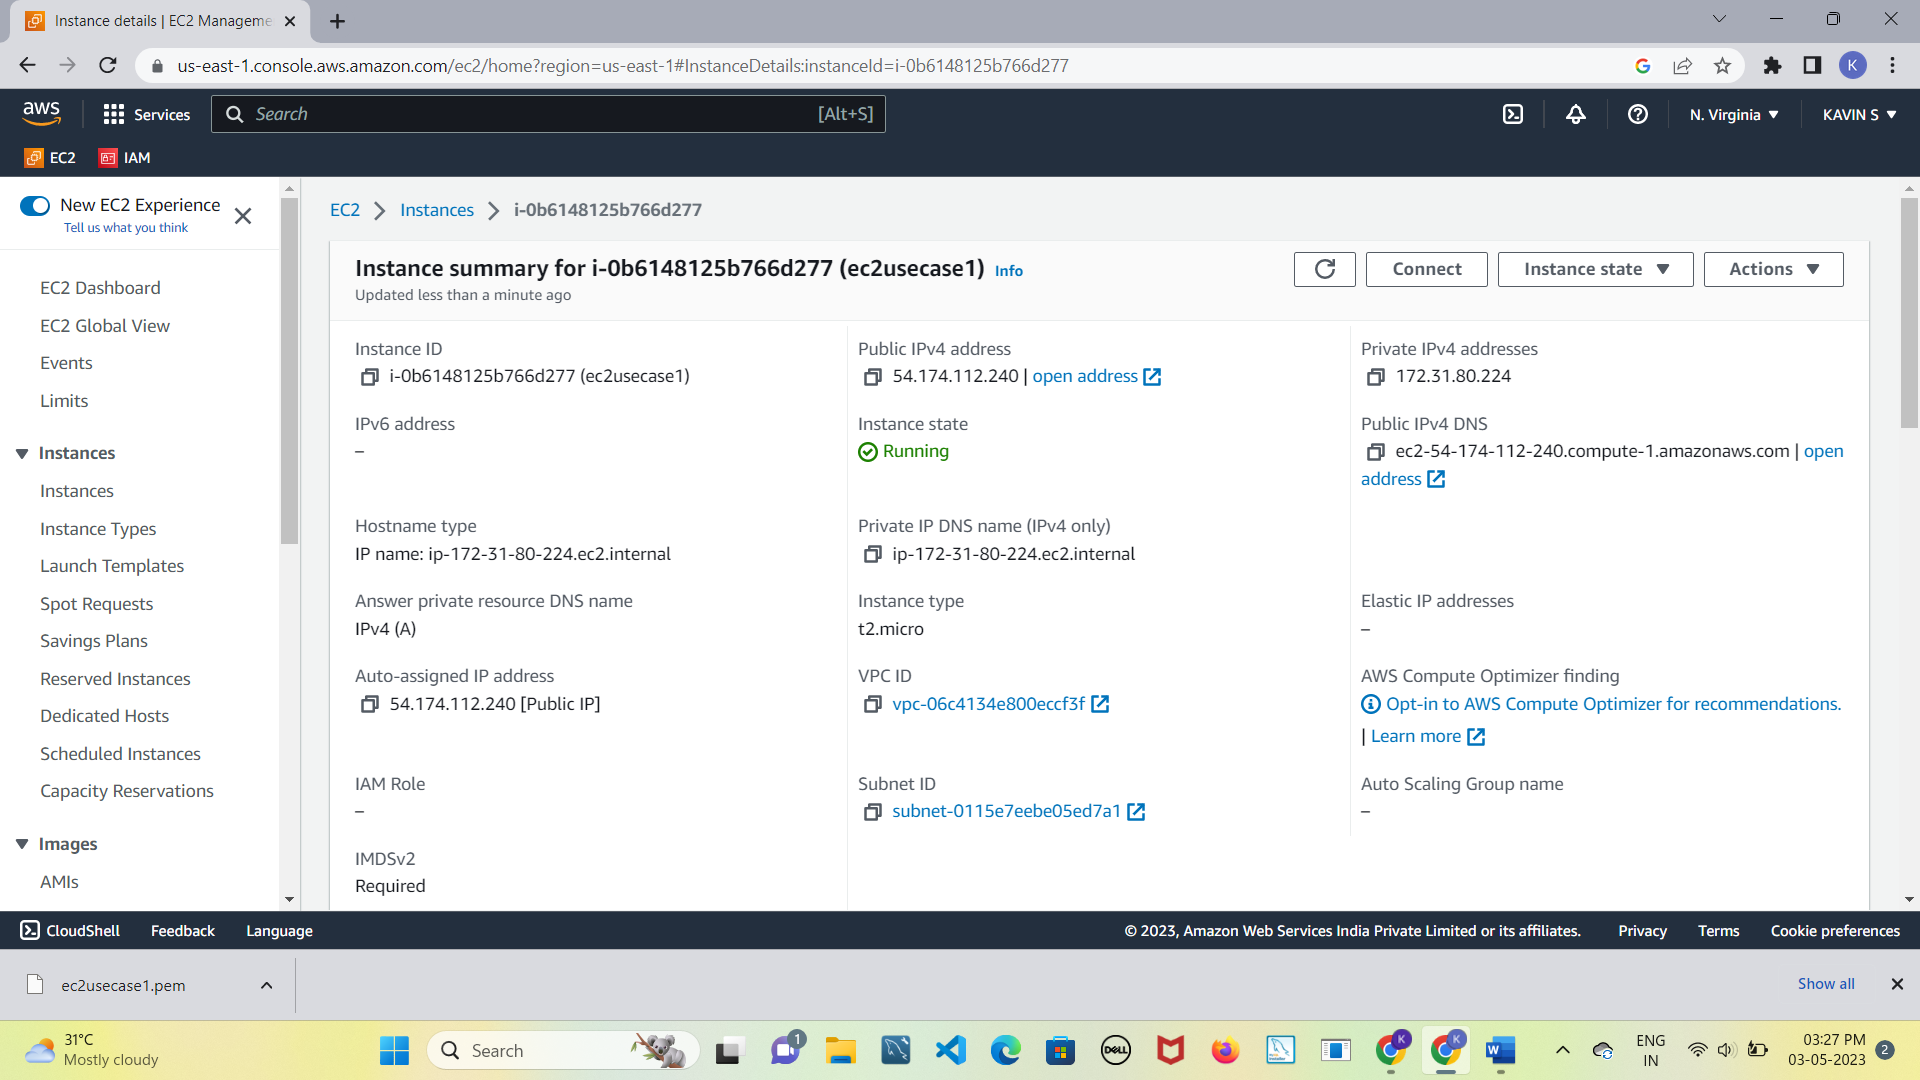 Instance details | EC2 Manageme
us-east-1.console.aws.amazon.com/ec2/home?region=us-east-1#InstanceDetails:instanceId=i-0b6148125b766d277
K
aws
Services
Search
[Alt+S]
N. Virginia
KAVIN S
EC2
IAM
New EC2 Experience
Tell us what you think
EC2 Dashboard
EC2 Global View
Events
Limits
Instances
Instances
Instance Types
Launch Templates
Spot Requests
Savings Plans
Reserved Instances
Dedicated Hosts
Scheduled Instances
Capacity Reservations
Images
AMIs
EC2
Instances
i-0b6148125b766d277
Instance summary for i-0b6148125b766d277 (ec2usecase1) Info
Updated less than a minute ago
Connect
Instance state
Actions
Instance ID
i-0b6148125b766d277 (ec2usecase1)
Public IPv4 address
54.174.112.240 | open address
Private IPv4 addresses
172.31.80.224
IPv6 address
–
Instance state
Running
Public IPv4 DNS
ec2-54-174-112-240.compute-1.amazonaws.com | open
address
Hostname type
IP name: ip-172-31-80-224.ec2.internal
Private IP DNS name (IPv4 only)
ip-172-31-80-224.ec2.internal
Answer private resource DNS name
IPv4 (A)
Instance type
t2.micro
Elastic IP addresses
–
Auto-assigned IP address
54.174.112.240 [Public IP]
VPC ID
vpc-06c4134e800eccf3f
AWS Compute Optimizer finding
Opt-in to AWS Compute Optimizer for recommendations.
| Learn more
IAM Role
–
Subnet ID
subnet-0115e7eebe05ed7a1
Auto Scaling Group name
–
IMDSv2
Required
CloudShell
Feedback
Language
© 2023, Amazon Web Services India Private Limited or its affiliates.
Privacy
Terms
Cookie preferences
ec2usecase1.pem
Show all
31°C
Mostly cloudy
Search
1
DELL
K
K
W
ENG
IN
03:27 PM
03-05-2023
2